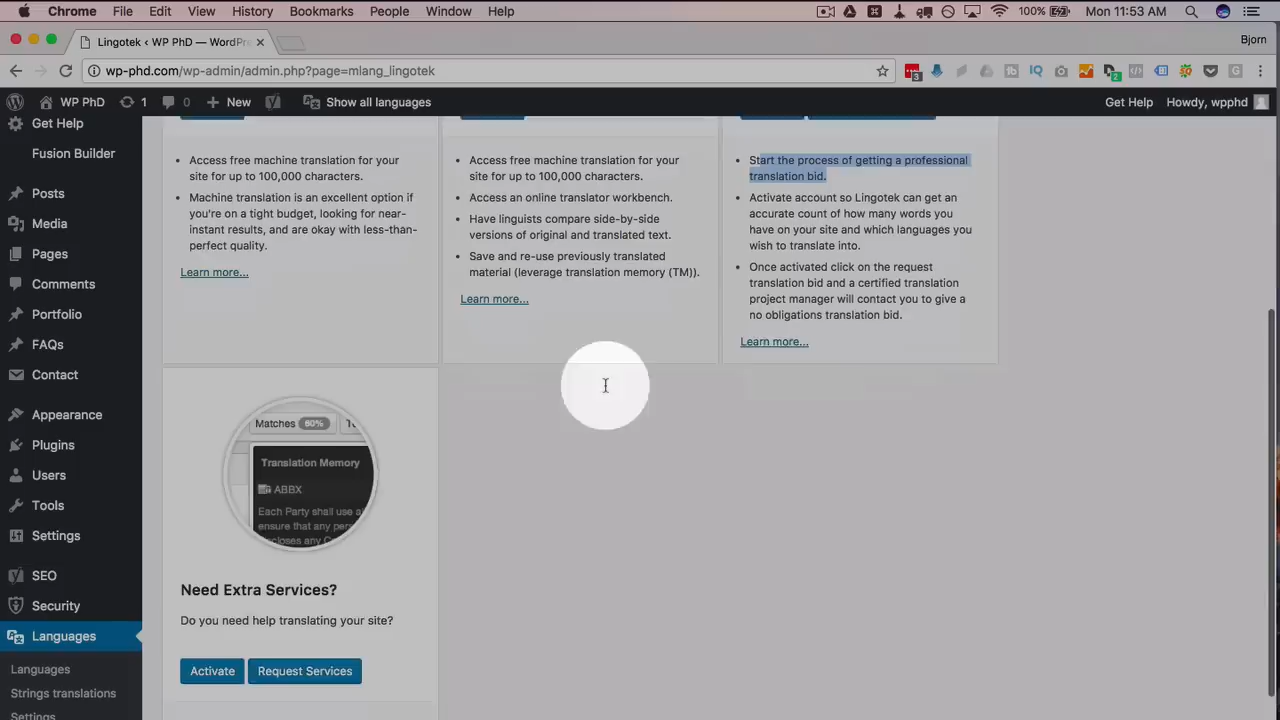 Chrome File Edit View History Bookmarks People Window Help 100% Mon 11:53 AM
Lingotek ‹ WP PhD — WordPr
Bjorn
wp-phd.com/wp-admin/admin.php?page=mlang_lingotek
WP PhD 1 0 New Show all languages Get Help Howdy, wpphd
Get Help
Fusion Builder
Posts
Media
Pages
Comments
Portfolio
FAQs
Contact
Appearance
Plugins
Users
Tools
Settings
SEO
Security
Languages
Languages
Strings translations
Settings
Access free machine translation for your
site for up to 100,000 characters.
Machine translation is an excellent option if
you're on a tight budget, looking for near-
instant results, and are okay with less-than-
perfect quality.
Learn more...
Access free machine translation for your
site for up to 100,000 character.
Access an online translator workbench.
Have linguists compare side-by-side
versions of original and translated text.
Save and re-use previously translated
material (leverage translation memory (TM)).
Learn more...
Start the process of getting a professional
translation bid.
Activate account so Lingotek can get an
accurate count of how many words you
have on your site and which languages you
wish to translate into.
Once activated click on the request
translation bid and a certified translation
project manager will contact you to give a
no obligations translation bid.
Learn more...
Matches 60%
Translation Memory
ABBX
Each Party shall use al
ensure that any per
Need Extra Services?
Do you need help translating your site?
Activate Request Services